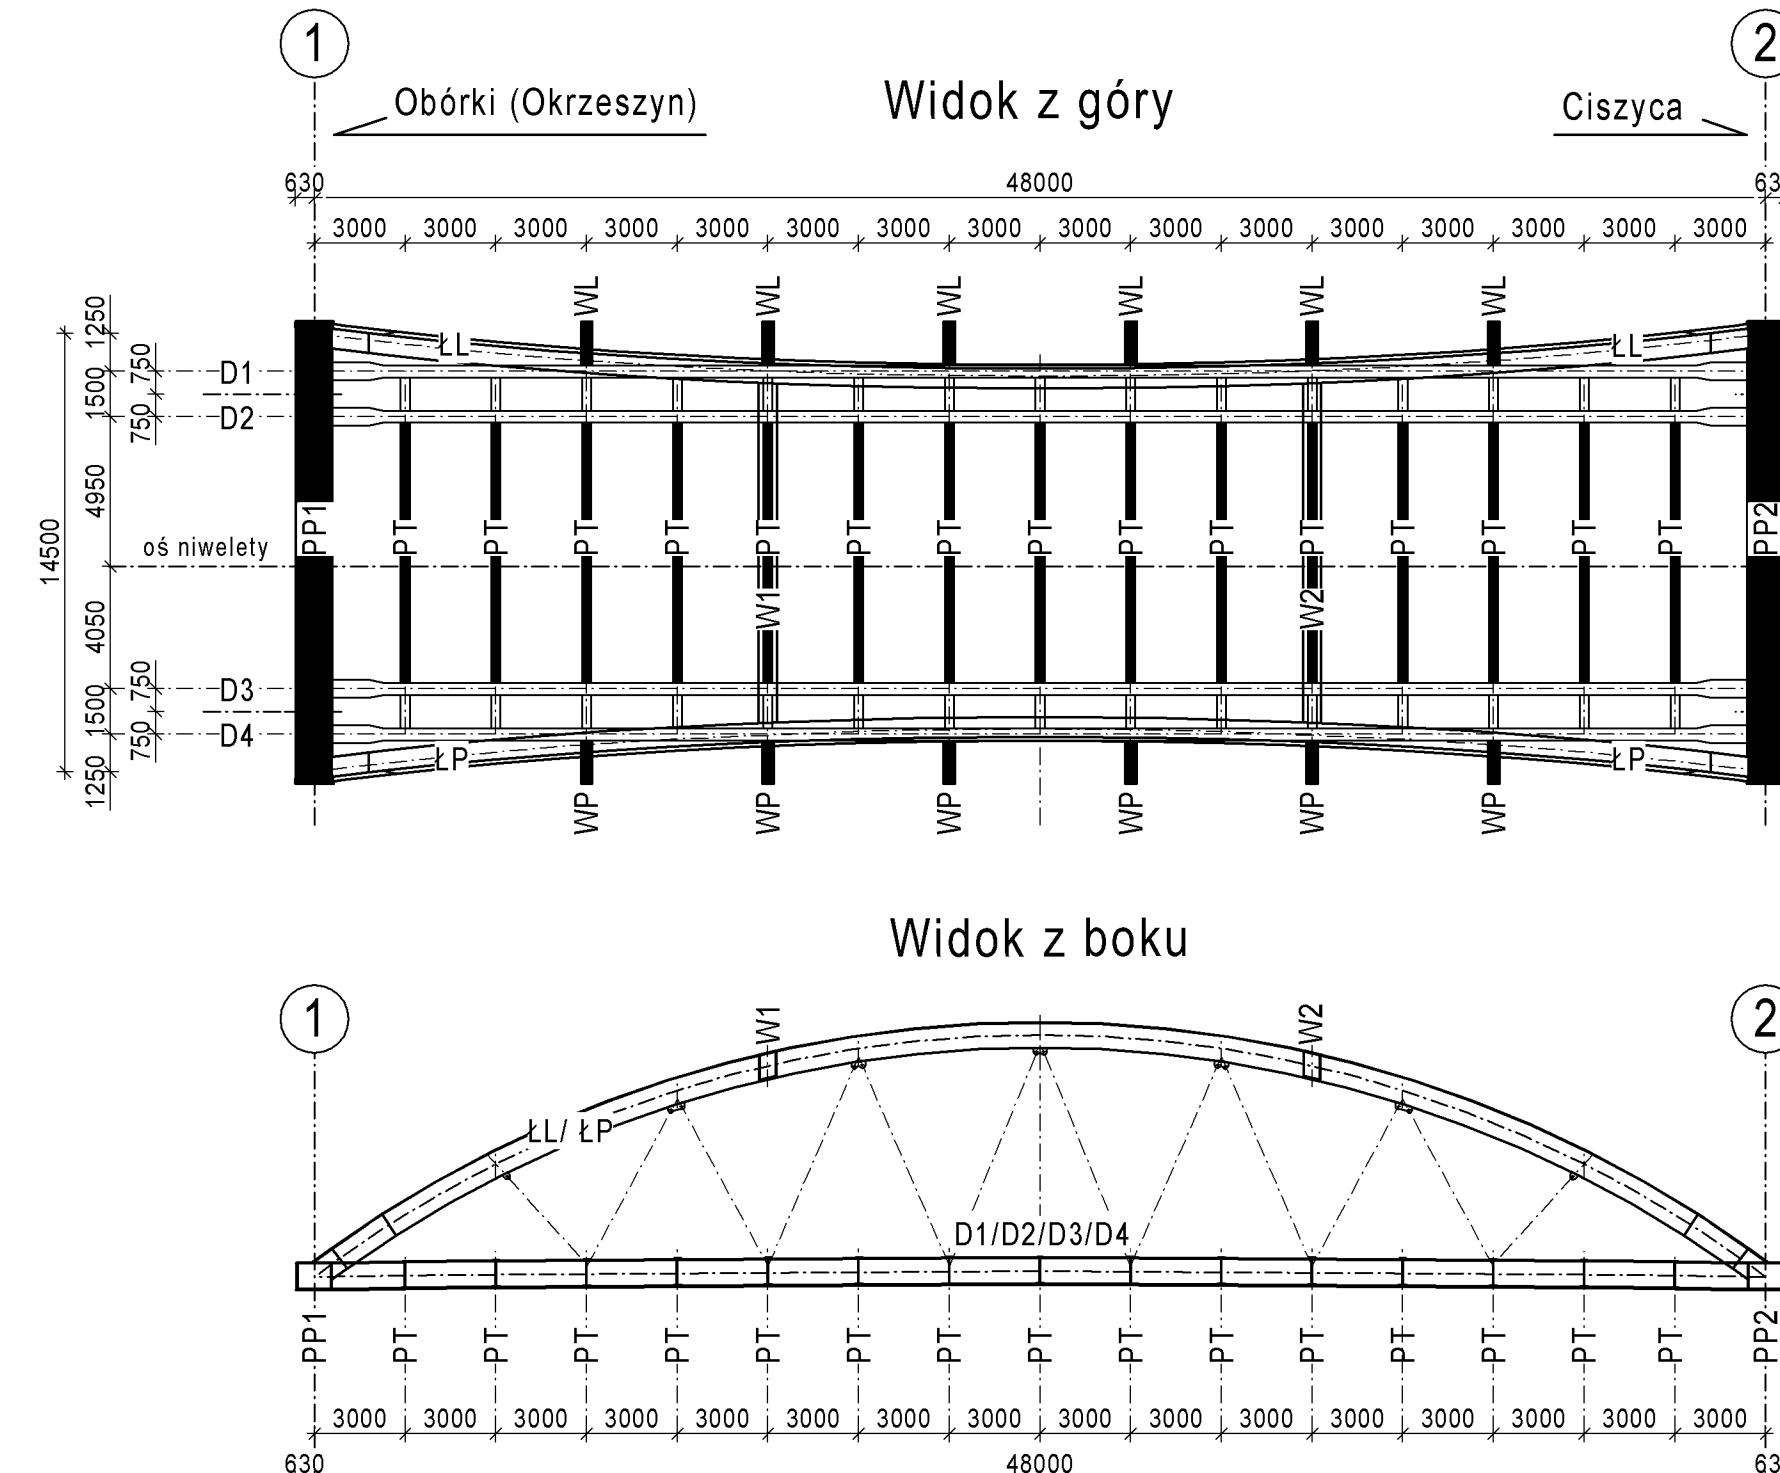 1
2
Obórki (Okrzeszyn)
Widok z góry
Ciszyca
630
48000
63
3000 3000 3000 3000 3000 3000 3000 3000 3000 3000 3000 3000 3000 3000 3000 3000
WL WL WL WL WL WL
1250
ŁL
ŁL
750
D1
1500
750
D2
4950
14500
PP1 PT PT PT PT PT PT PT PT PT PT PT PT PT PT PT PP2
oś niwelety
4050
W1
W2
750
D3
1500
750
D4
ŁP
ŁP
1250
WP WP WP WP WP WP
Widok z boku
1
2
W1
W2
ŁL/ ŁP
D1/D2/D3/D4
PP1 PT PT PT PT PT PT PT PT PT PT PT PT PT PT PT PP2
3000 3000 3000 3000 3000 3000 3000 3000 3000 3000 3000 3000 3000 3000 3000 3000
630
48000
63